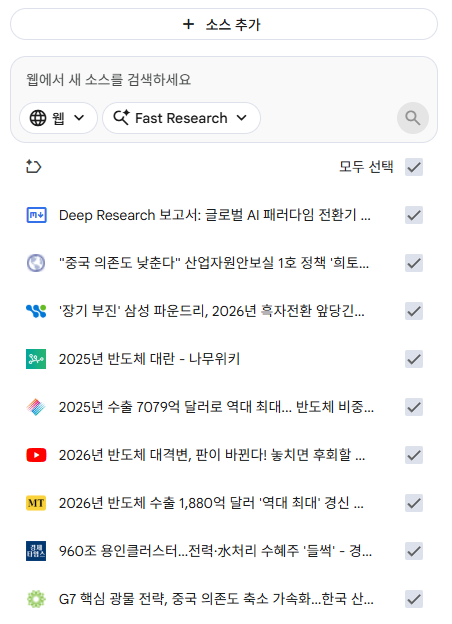 + 소스 추가
웹에서 새 소스를 검색하세요
웹 Fast Research
모두 선택
Deep Research 보고서: 글로벌 AI 패러다임 전환기 ...
"중국 의존도 낮춘다" 산업자원안보실 1호 정책 '희토...
'장기 부진' 삼성 파운드리, 2026년 흑자전환 앞당긴...
2025년 반도체 대란 - 나무위키
2025년 수출 7079억 달러로 역대 최대... 반도체 비중...
2026년 반도체 대격변, 판이 바뀐다! 놓치면 후회할 ...
MT 2026년 반도체 수출 1,880억 달러 '역대 최대' 경신 ...
경제타임스 960조 용인클러스터...전력·水처리 수혜주 '들썩' - 경...
G7 핵심 광물 전략, 중국 의존도 축소 가속화...한국 산...